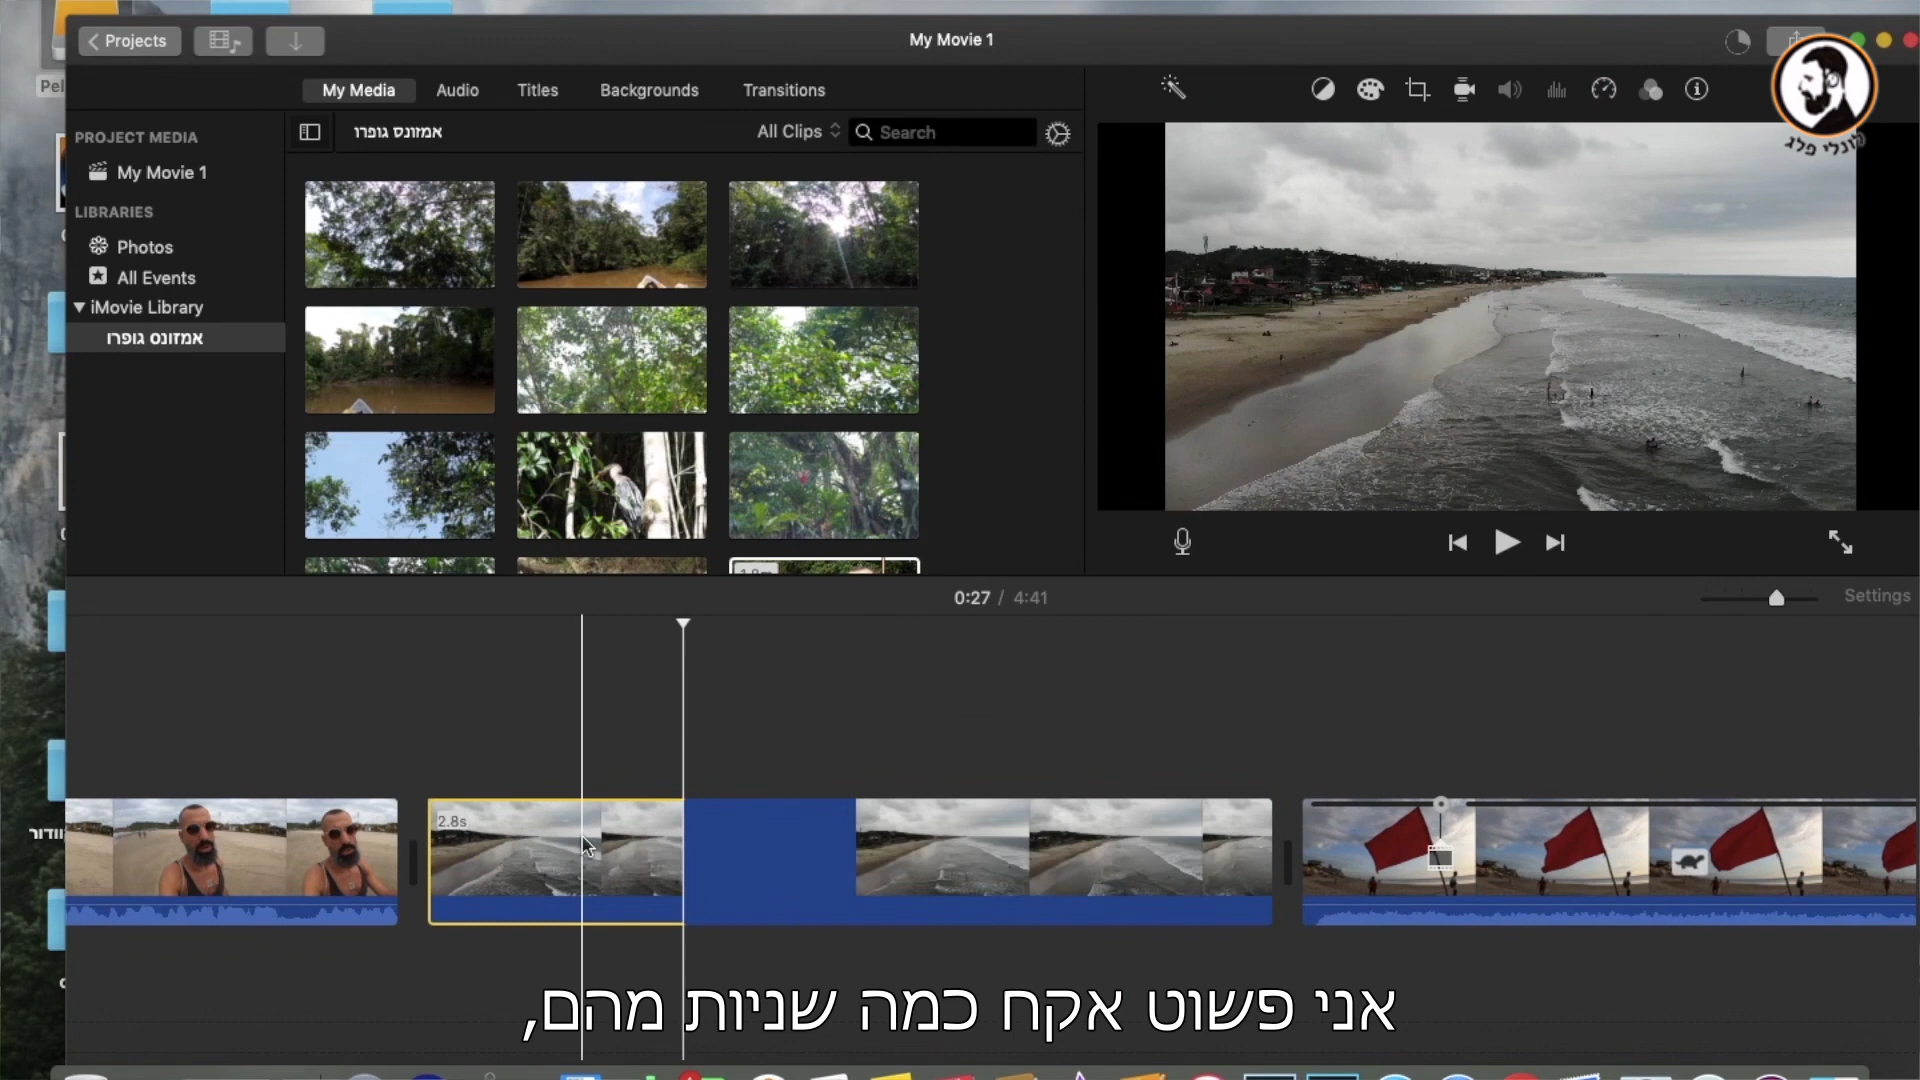 Projects
My Movie 1
Pel
My Media
Audio
Titles
Backgrounds
Transitions
PROJECT MEDIA
אמזונס גופרו
All Clips
Search
My Movie 1
LIBRARIES
Photos
All Events
iMovie Library
אמזונס גופרו
פלג
0:27 / 4:41
Settings
2.8s
אני פשוט אקח כמה שניות מהם,